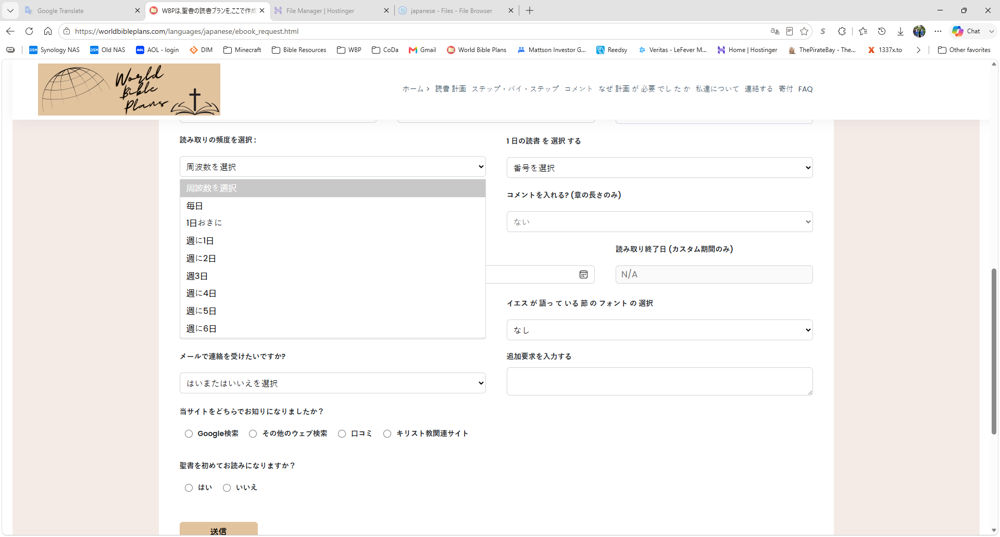 Google Translate
WBPは,聖書の読書プランを,ここで作成
File Manager | Hostinger
japanese - Files - File Browser
https://worldbibleplans.com/languages/japanese/ebook_request.html
Chat
Synology NAS
Old NAS
AOL - login
DIM
Minecraft
Bible Resources
WBP
CoDa
Gmail
World Bible Plans
Mattson Investor G...
Reedsy
Veritas - LeFever M...
Home | Hostinger
ThePirateBay - The...
1337x.to
Other favorites
World
Bible
Plans
ホーム > 読書 計画 ステップ・バイ・ステップ コメント なぜ 計画 が 必要 でし た か 私達について 連絡する 寄付 FAQ
読み取りの頻度を選択 :
1 日の読書 を 選択 する
周波数を選択
番号を選択
周波数を選択
毎日
1日おきに
週に1日
週に2日
週3日
週に4日
週に5日
週に6日
コメントを入れる? (章の長さのみ)
ない
読み取り終了日 (カスタム期間のみ)
N/A
イエス が 語っ て いる 節 の フォント の 選択
なし
メールで連絡を受けたいですか?
追加要求を入力する
はいまたはいいえを選択
当サイトをどちらでお知りになりましたか？
Google検索 その他のウェブ検索 口コミ キリスト教関連サイト
聖書を初めてお読みになりますか？
はい いいえ
送信